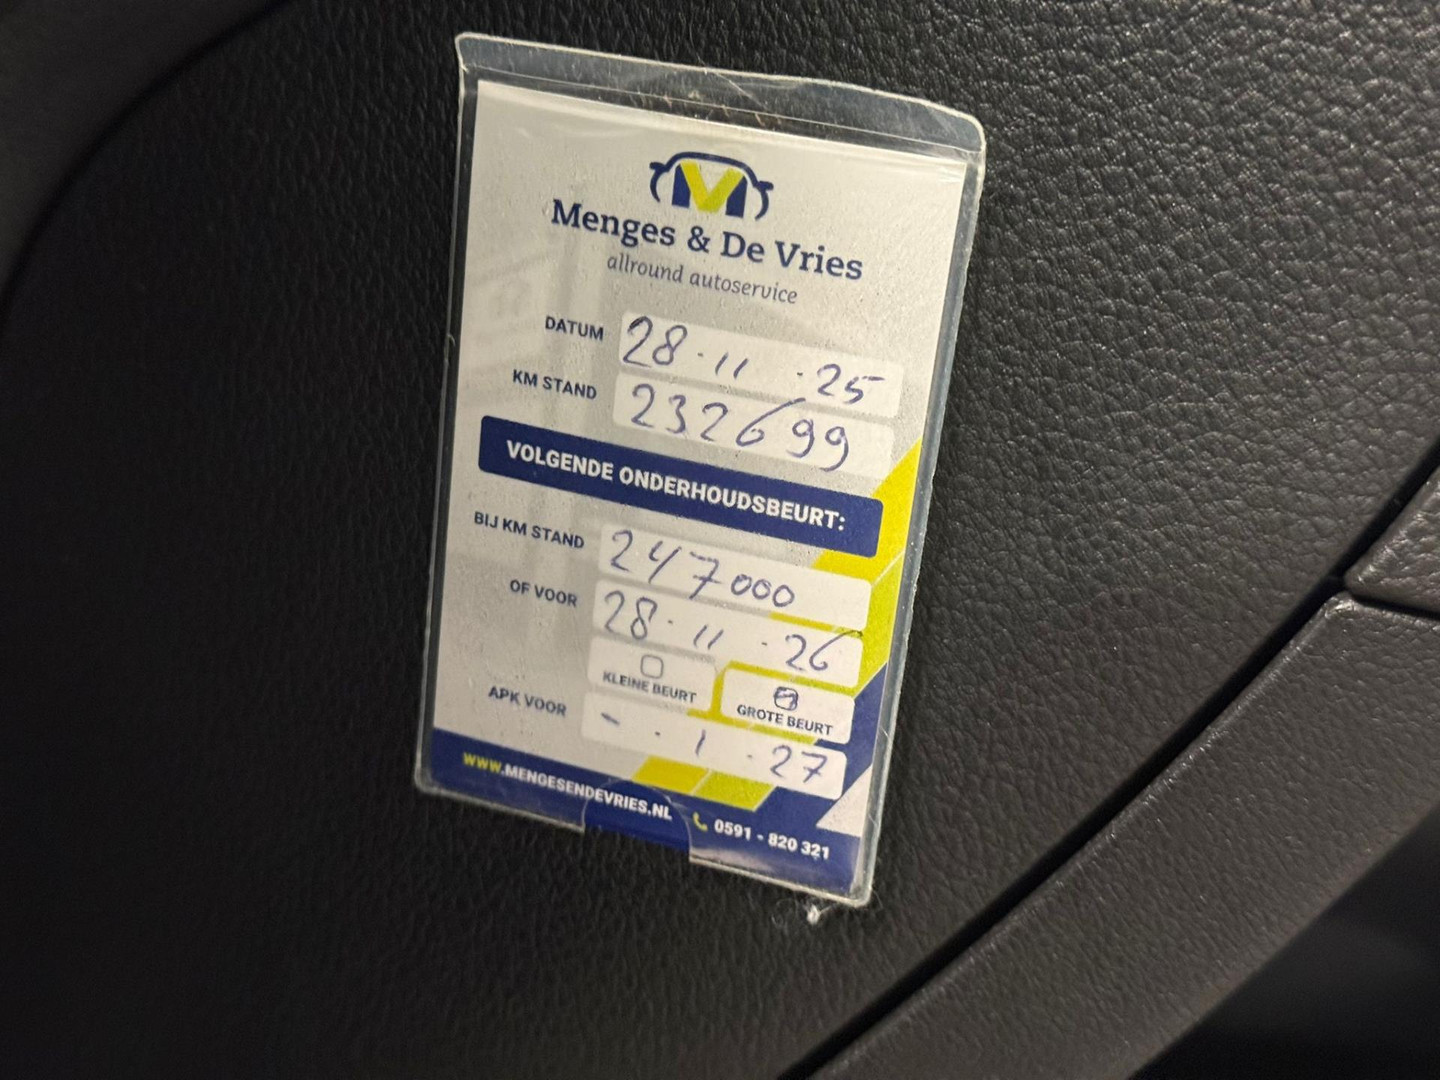 Menges & De Vries
allround autoservice
DATUM 28 · 11 · 25
KM STAND 232699
VOLGENDE ONDERHOUDSBEURT:
BIJ KM STAND 247000
OF VOOR 28 · 11 · 26
KLEINE BEURT GROTE BEURT
APK VOOR - · 1 · 27
www.MENGESENDEVRIES.NL 0591 - 820 321